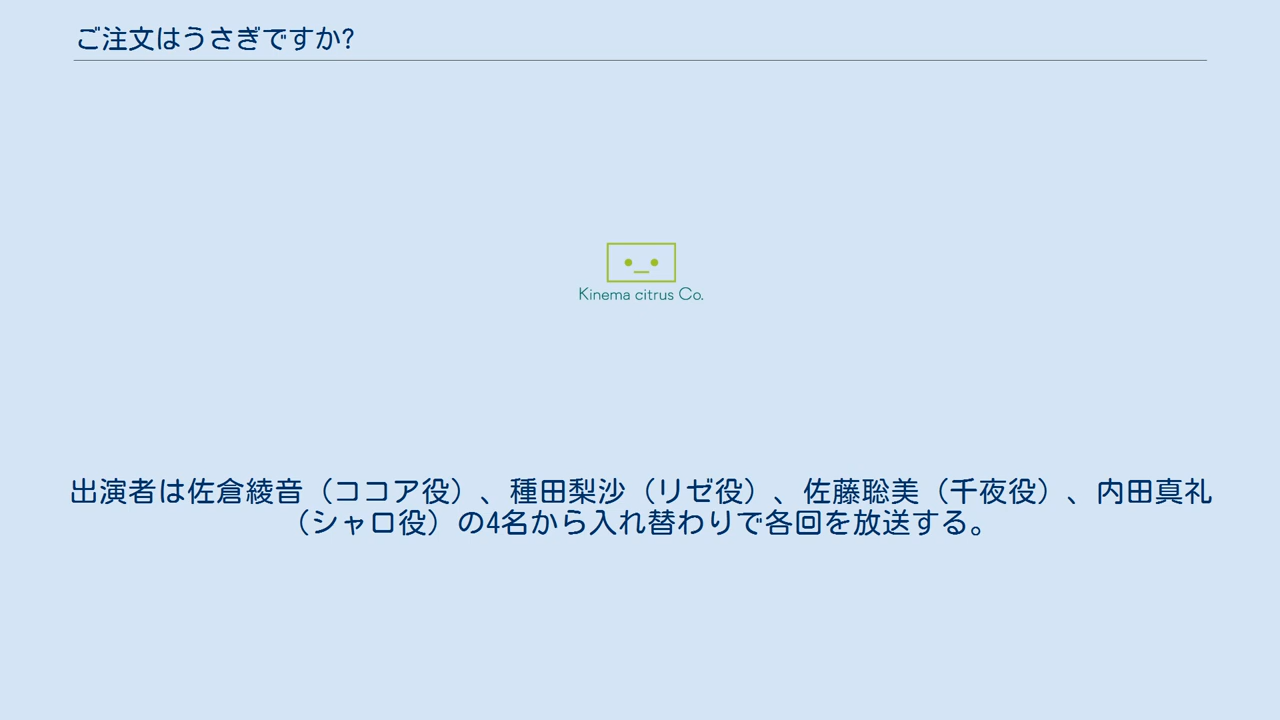 ご注文はうさぎですか?
Kinema citrus Co.
出演者は佐倉綾音（ココア役）、種田梨沙（リゼ役）、佐藤聡美（千夜役）、内田真礼
（シャロ役）の4名から入れ替わりで各回を放送する。